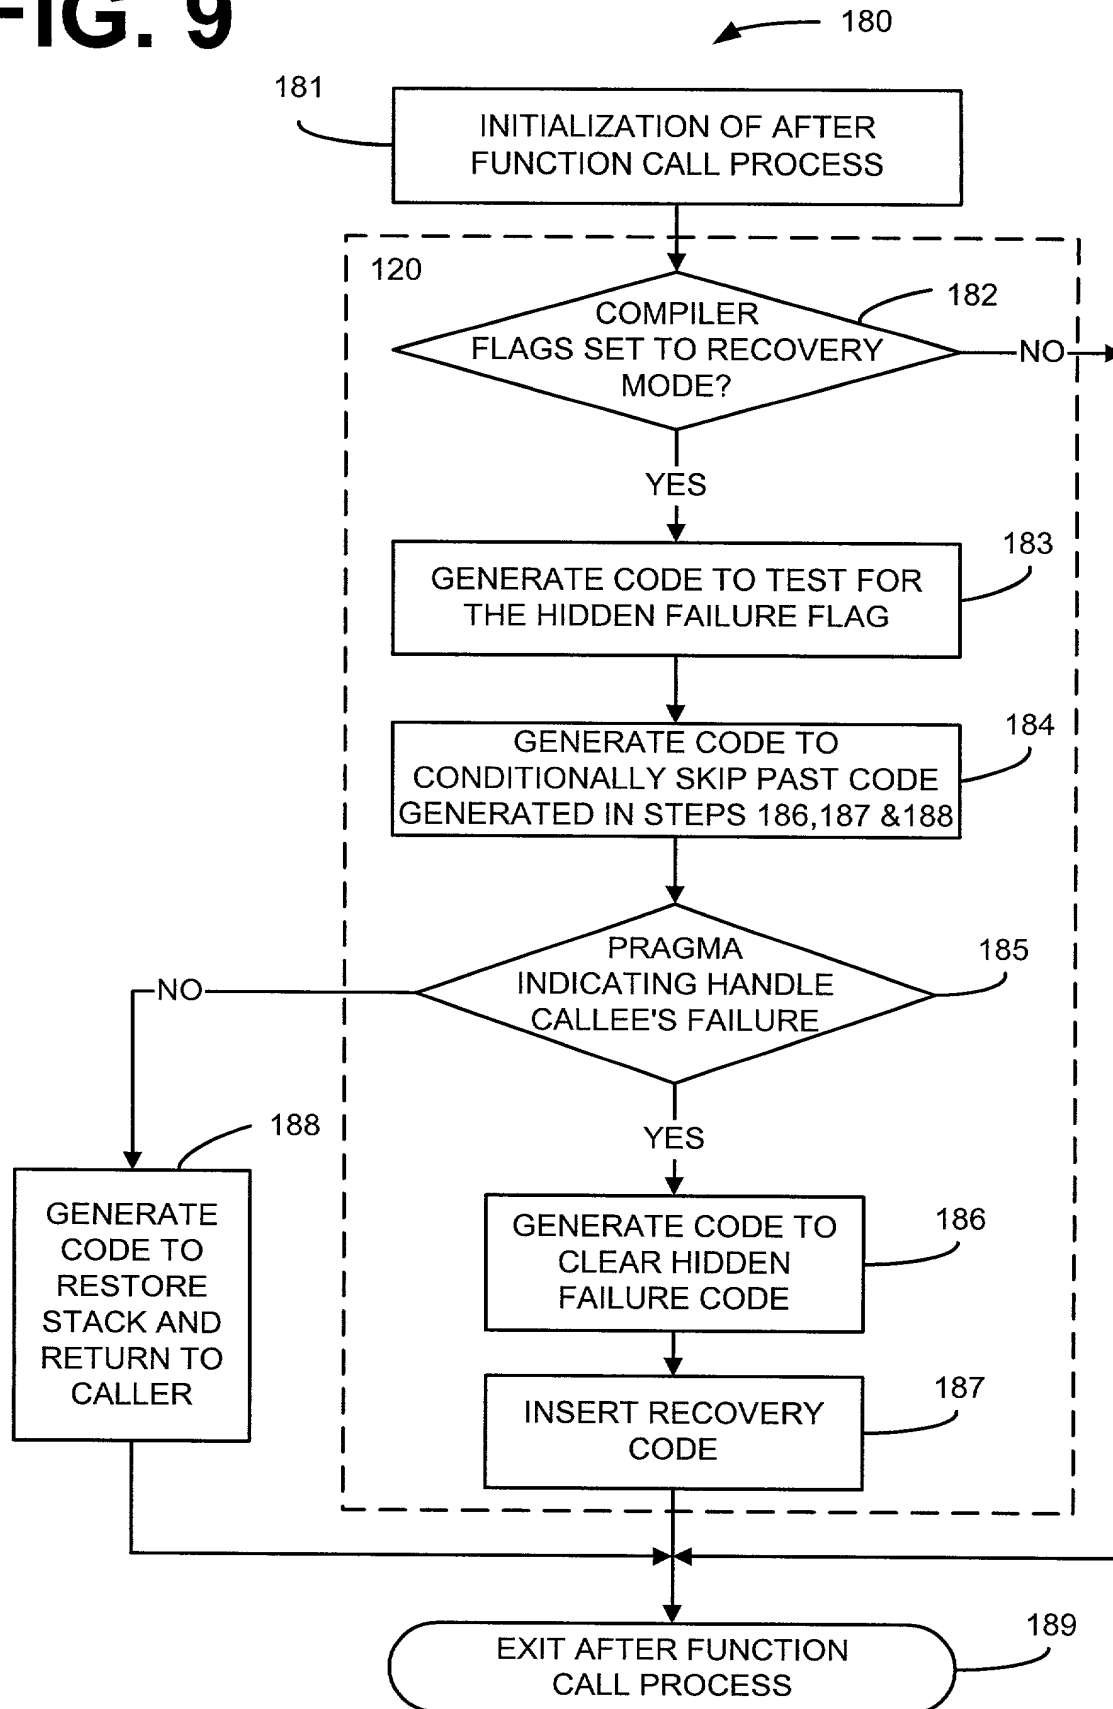 FIG. 9
180
181
INITIALIZATION OF AFTER
FUNCTION CALL PROCESS
120
182
COMPILER
FLAGS SET TO RECOVERY
MODE?
NO
YES
183
GENERATE CODE TO TEST FOR
THE HIDDEN FAILURE FLAG
184
GENERATE CODE TO
CONDITIONALLY SKIP PAST CODE
GENERATED IN STEPS 186,187 &188
185
PRAGMA
INDICATING HANDLE
CALLEE'S FAILURE
NO
YES
188
GENERATE
CODE TO
RESTORE
STACK AND
RETURN TO
CALLER
186
GENERATE CODE TO
CLEAR HIDDEN
FAILURE CODE
187
INSERT RECOVERY
CODE
189
EXIT AFTER FUNCTION
CALL PROCESS